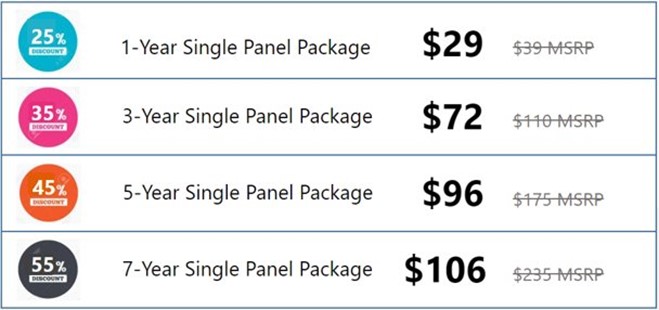 25% DISCOUNT 1-Year Single Panel Package $29 $39 MSRP
35% DISCOUNT 3-Year Single Panel Package $72 $110 MSRP
45% DISCOUNT 5-Year Single Panel Package $96 $175 MSRP
55% DISCOUNT 7-Year Single Panel Package $106 $235 MSRP